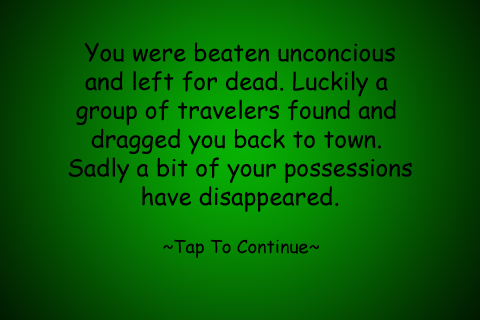 You were beaten unconcious
and left for dead. Luckily a
group of travelers found and
dragged you back to town.
Sadly a bit of your possessions
have disappeared.
~Tap To Continue~